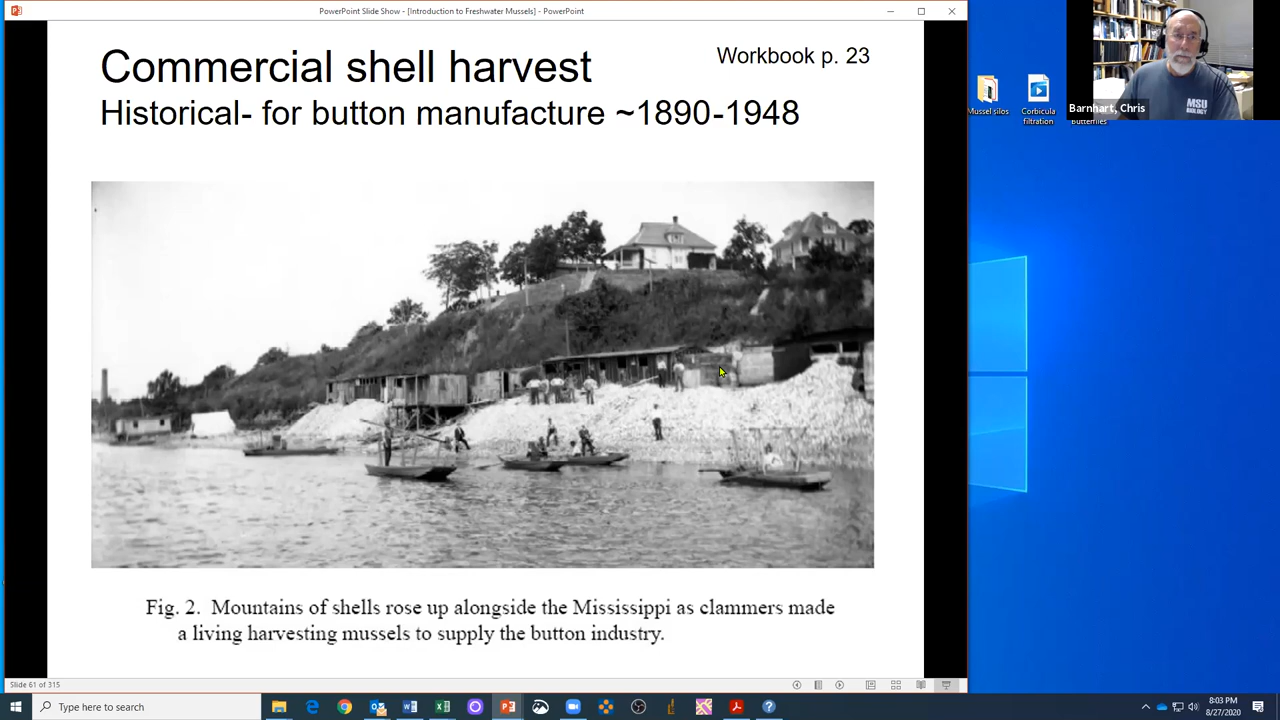 PowerPoint Slide Show - [Introduction to Freshwater Mussels] - PowerPoint
Commercial shell harvest
Workbook p. 23
Historical- for button manufacture ~1890-1948
Fig. 2. Mountains of shells rose up alongside the Mississippi as clammers made
a living harvesting mussels to supply the button industry.
Slide 61 of 315
Mussel silos
Corbicula
filtration
Butterflies
Barnhart, Chris
MSU
BIOLOGY
Type here to search
8:03 PM
8/27/2020